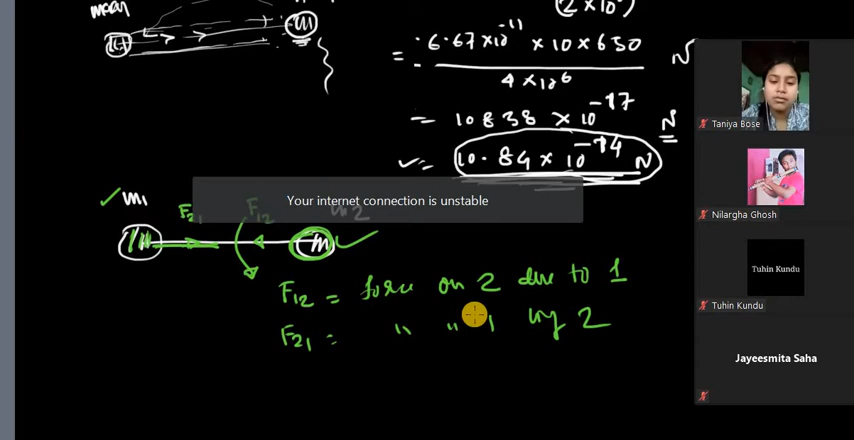 mean
m
(2 × 10
= 6.67 × 10⁻¹¹ × 10 × 650 N
4 × 10⁶
= 10838 × 10⁻¹⁷ N
= 10.84 × 10⁻¹⁴ N
m1
F21
F12
m2
Your internet connection is unstable
m
F12 = force on 2 due to 1
F21 = " " 1 by 2
Taniya Bose
Nilargha Ghosh
Tuhin Kundu
Tuhin Kundu
Jayeesmita Saha